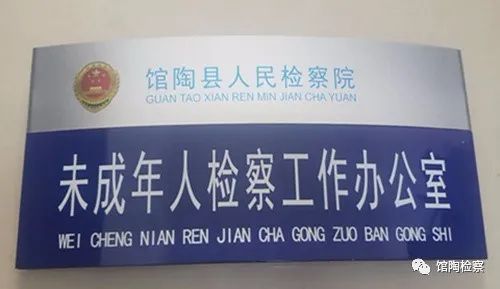 馆陶县人民检察院
GUAN TAO XIAN REN MIN JIAN CHA YUAN
未成年人检察工作办公室
WEI CHENG NIAN REN JIAN CHA GONG ZUO BAN GONG SHI
馆陶检察